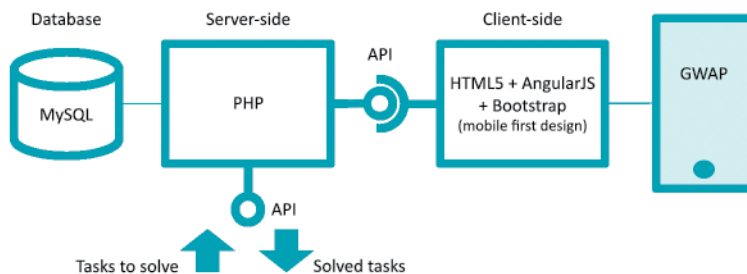 Database
Server-side
Client-side
API
MySQL
PHP
HTML5 + AngularJS
+ Bootstrap
(mobile first design)
GWAP
API
Tasks to solve
Solved tasks